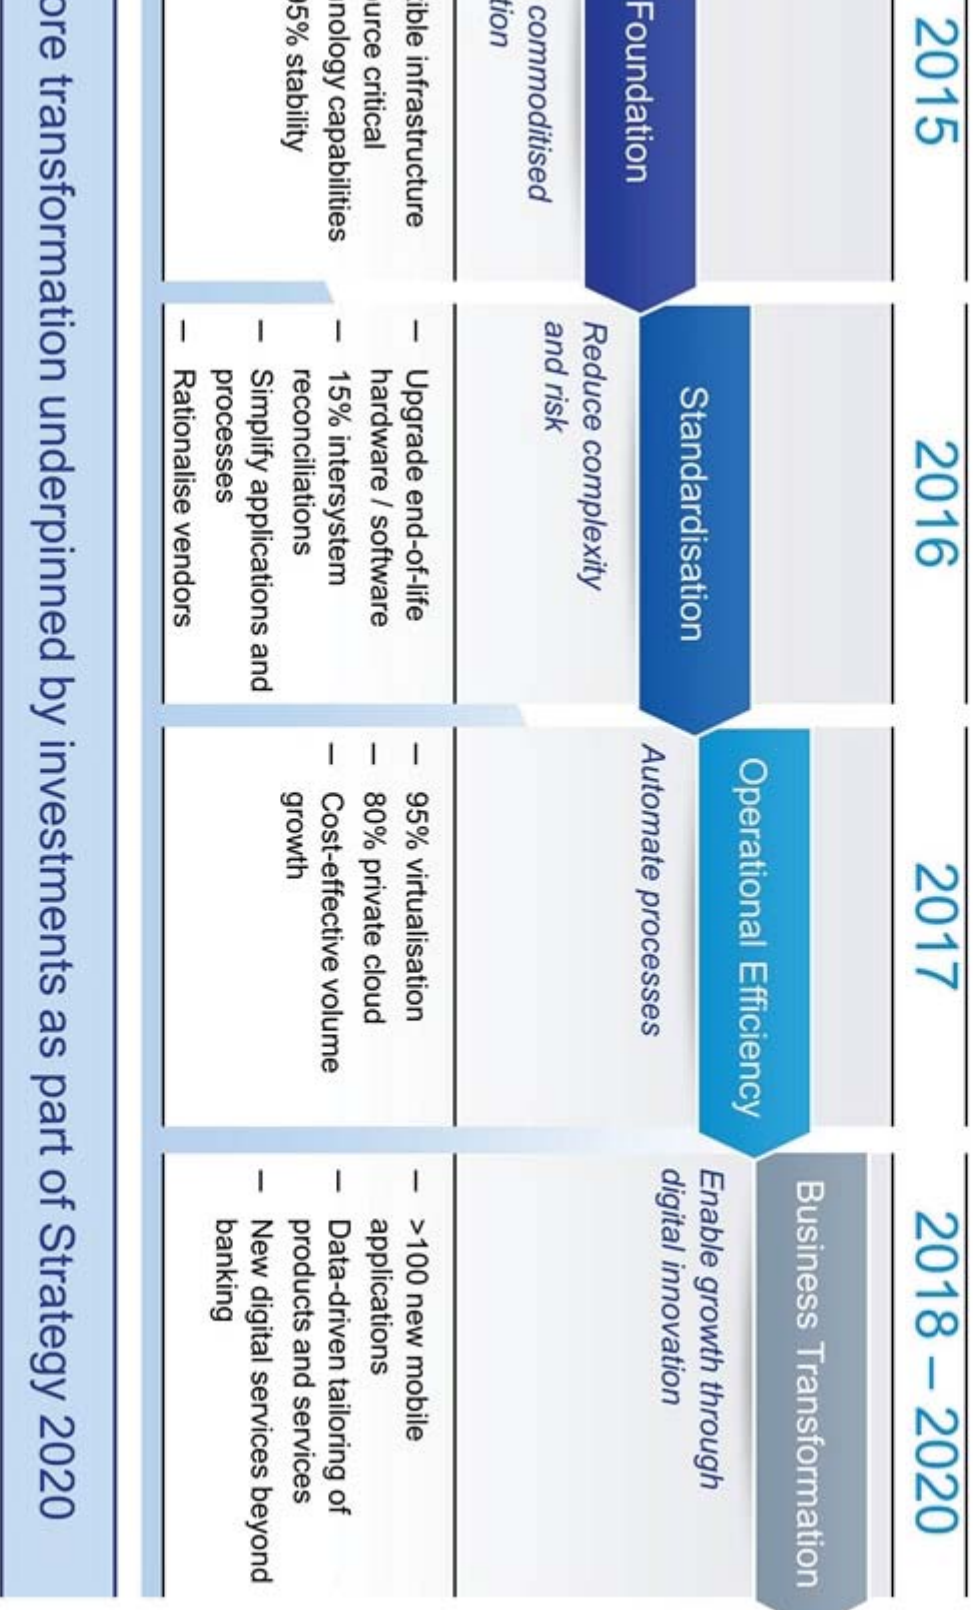 2015
2016
2017
2018 – 2020
Foundation
commoditised
tion
ible infrastructure
urce critical
nology capabilities
95% stability
Standardisation
Reduce complexity
and risk
– Upgrade end-of-life
hardware / software
– 15% intersystem
reconciliations
– Simplify applications and
processes
– Rationalise vendors
Operational Efficiency
Automate processes
– 95% virtualisation
– 80% private cloud
– Cost-effective volume
growth
Business Transformation
Enable growth through
digital innovation
– >100 new mobile
applications
– Data-driven tailoring of
products and services
– New digital services beyond
banking
ore transformation underpinned by investments as part of Strategy 2020